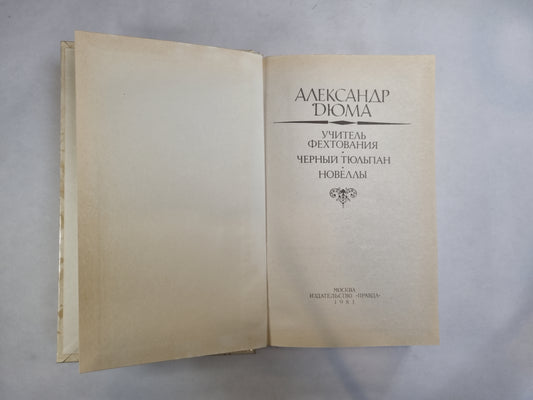 АЛЕКСАНДР
ДЮМА
УЧИТЕЛЬ
ФЕХТОВАНИЯ
ЧЕРНЫЙ ТЮЛЬПАН
НОВЕЛЛЫ
МОСКВА
ИЗДАТЕЛЬСТВО «ПРАВДА»